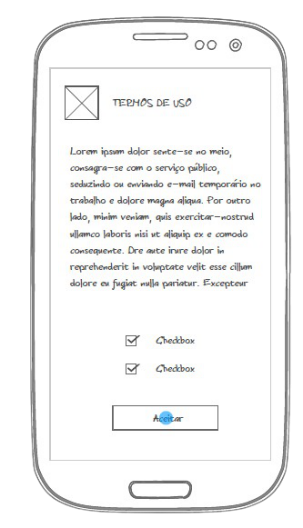 TERMOS DE USO
Lorem ipsum dolor sente-se no meio,
consagra-se com o serviço público,
seduzindo ou enviando e-mail temporário no
trabalho e dolore magna aliqua. Por outro
lado, minim veniam, quis exercitar-nostrud
ullamco laboris nisi ut aliquip ex e comodo
consequente. Dre aute irure dolor in
reprehenderit in voluptate velit esse cillum
dolore eu fugiat nulla pariatur. Excepteur
Checkbox
Checkbox
Aceitar